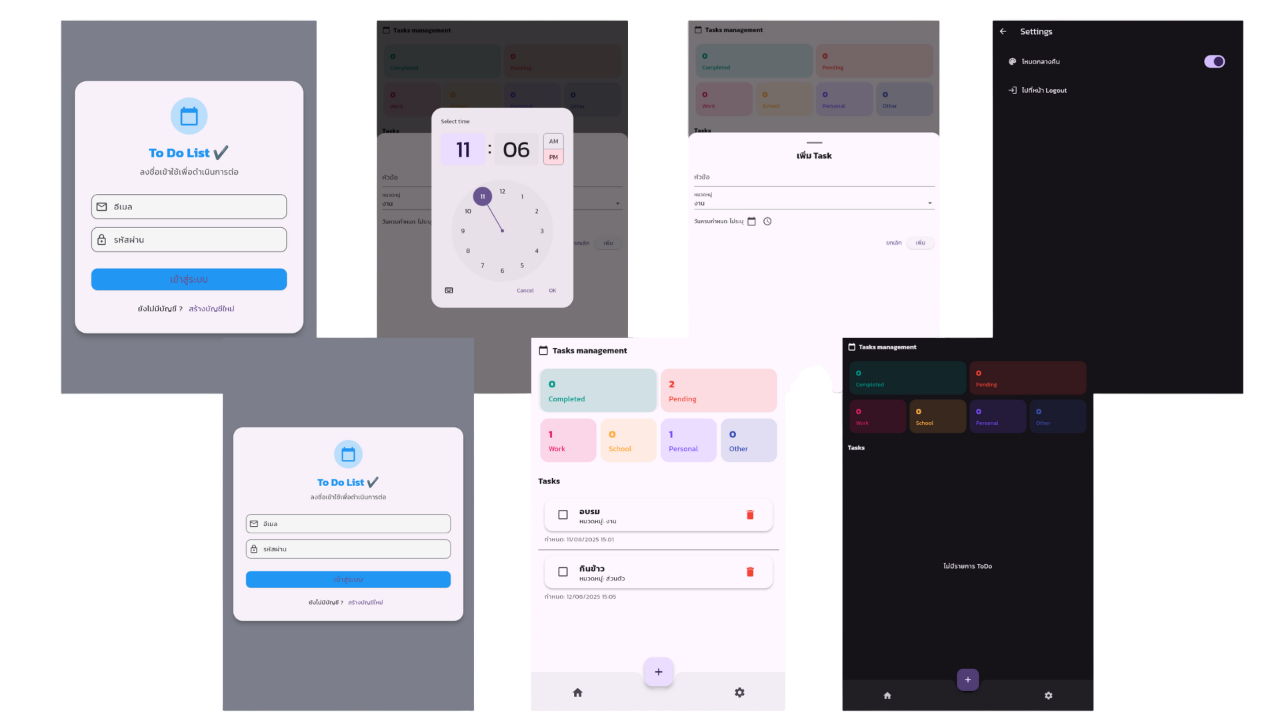 To Do List ✔
ลงชื่อเข้าใช้เพื่อดำเนินการต่อ
อีเมล
รหัสผ่าน
เข้าสู่ระบบ
ยังไม่มีบัญชี ? สร้างบัญชีใหม่
Tasks management
0
Completed
0
Pending
0
Work
0
School
0
Personal
0
Other
Tasks
Select time
11 : 06
AM
PM
12
1
2
3
4
5
6
7
8
9
10
11
Cancel
OK
หัวข้อ
หมวดหมู่
งาน
วันครบกำหนด: ไม่ระบุ
ยกเลิก
เพิ่ม
Tasks management
0
Completed
0
Pending
0
Work
0
School
0
Personal
0
Other
Tasks
เพิ่ม Task
หัวข้อ
หมวดหมู่
งาน
วันครบกำหนด: ไม่ระบุ
ยกเลิก
เพิ่ม
Settings
โหมดกลางคืน
ไปที่หน้า Logout
To Do List ✔
ลงชื่อเข้าใช้เพื่อดำเนินการต่อ
อีเมล
รหัสผ่าน
เข้าสู่ระบบ
ยังไม่มีบัญชี ? สร้างบัญชีใหม่
Tasks management
0
Completed
2
Pending
1
Work
0
School
1
Personal
0
Other
Tasks
อบรม
หมวดหมู่: งาน
กำหนด: 11/08/2025 15:01
กินข้าว
หมวดหมู่: ส่วนตัว
กำหนด: 12/08/2025 15:05
+
Tasks management
0
Completed
0
Pending
0
Work
0
School
0
Personal
0
Other
Tasks
ไม่มีรายการ ToDo
+